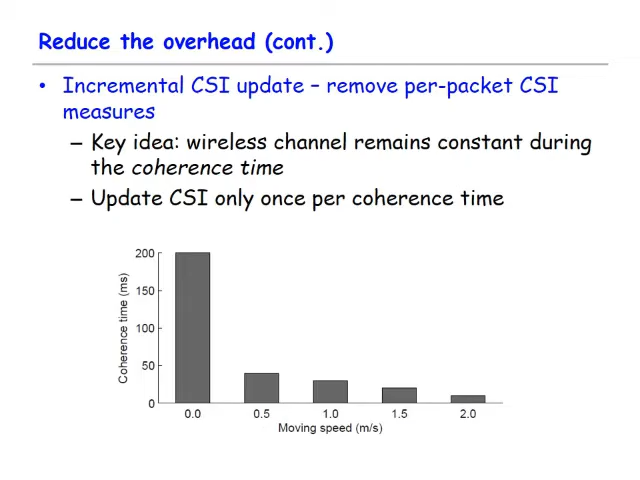 Reduce the overhead (cont.)
• Incremental CSI update – remove per-packet CSI
measures
– Key idea: wireless channel remains constant during
the coherence time
– Update CSI only once per coherence time
200
150
100
50
0
Coherence time (ms)
0.0 0.5 1.0 1.5 2.0
Moving speed (m/s)